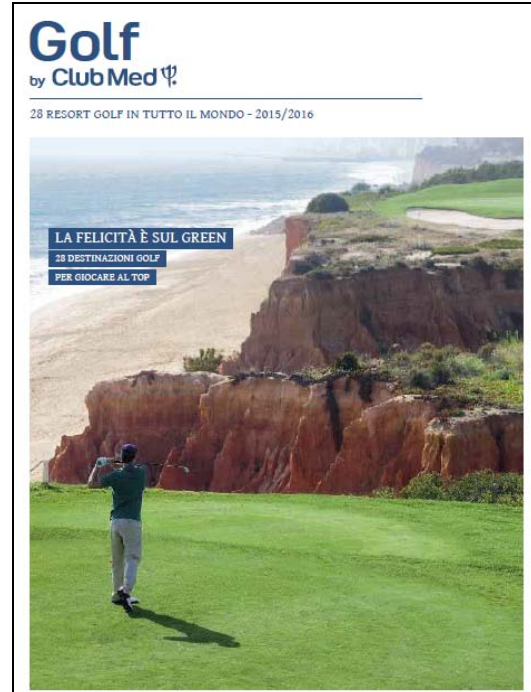 Golf
by Club Med
28 RESORT GOLF IN TUTTO IL MONDO - 2015/2016
LA FELICITÀ È SUL GREEN
28 DESTINAZIONI GOLF
PER GIOCARE AL TOP